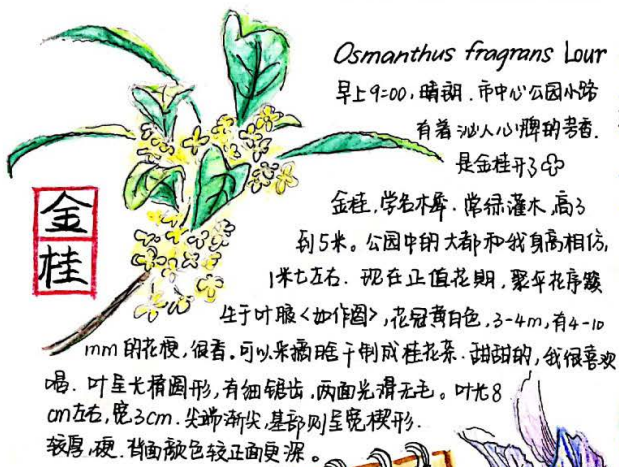 Osmanthus fragrans Lour
早上9:00,晴朗.市中心公园小路
有着沁人心脾的芳香.
是金桂开了
金桂
金桂,学名木犀.常绿灌木,高3
到5米。公园中的大都和我身高相仿,
1米七左右.现在正值花期,聚伞花序簇
生于叶腋<如作图>,花冠黄白色,3-4m,有4-10
mm的花梗,很香。可以采摘晾干制成桂花茶.甜甜的,我很喜欢
喝.叶呈长椭圆形,有细锯齿,两面光滑无毛。叶长8
cm左右,宽3cm.尖端渐尖,基部则呈宽楔形.
较厚,硬.背面颜色较正面更深。